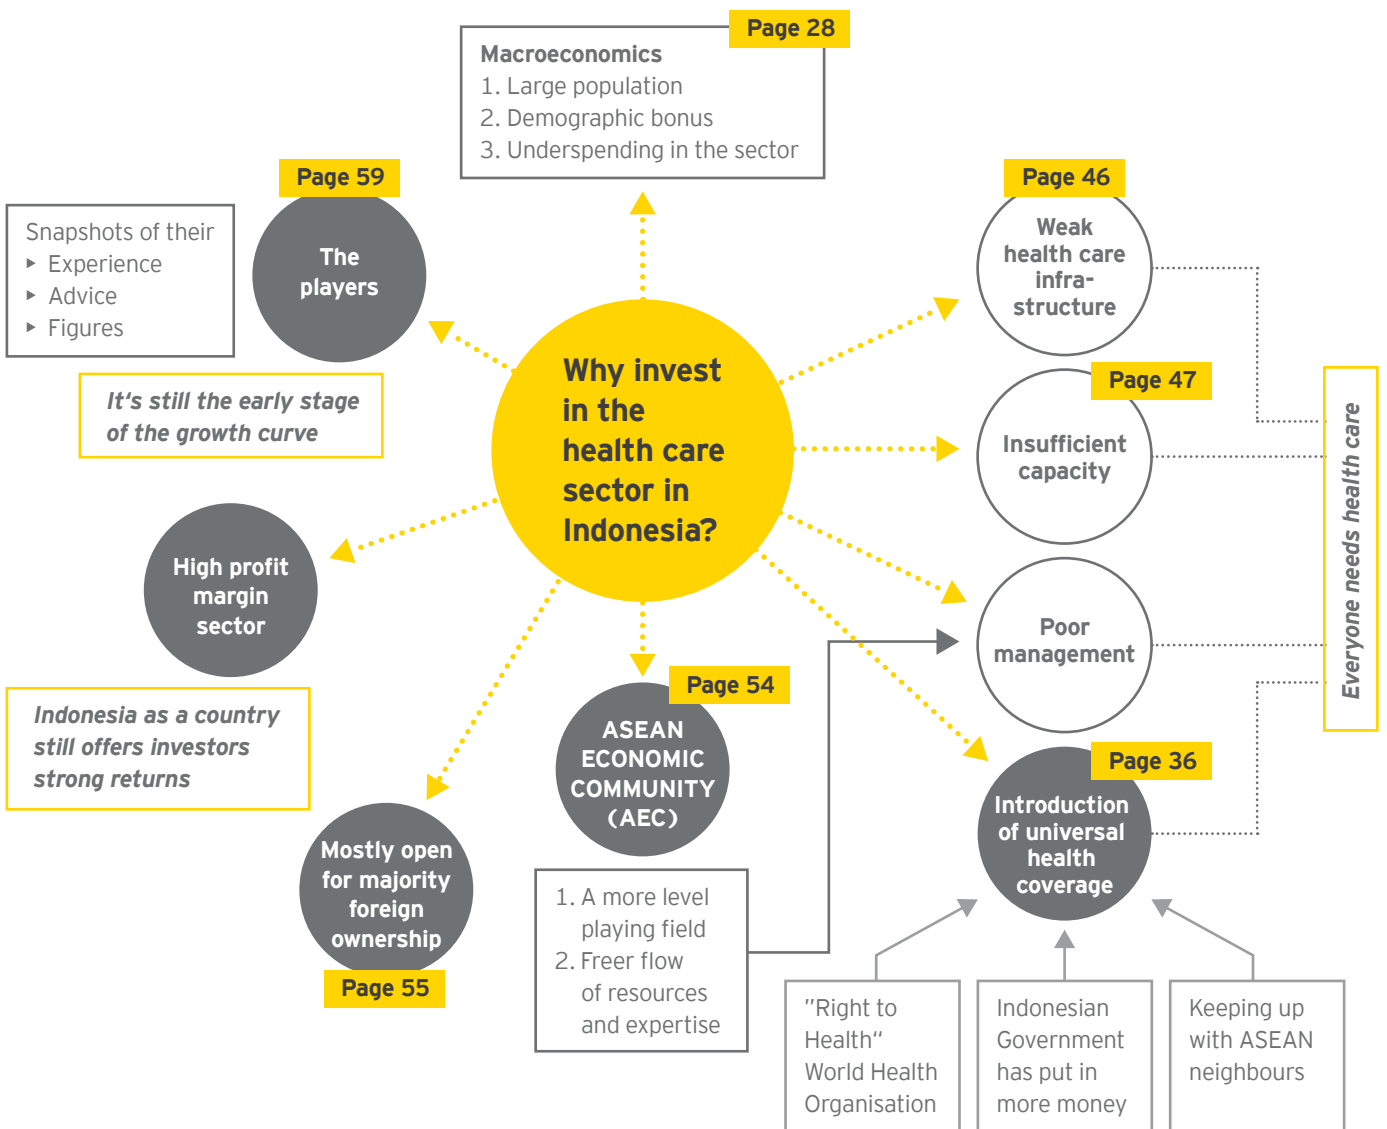 Page 28
Macroeconomics
1. Large population
2. Demographic bonus
3. Underspending in the sector
Page 59
The
players
Snapshots of their
▸ Experience
▸ Advice
▸ Figures
It's still the early stage
of the growth curve
Why invest
in the
health care
sector in
Indonesia?
High profit
margin
sector
Indonesia as a country
still offers investors
strong returns
Mostly open
for majority
foreign
ownership
Page 55
Page 54
ASEAN
ECONOMIC
COMMUNITY
(AEC)
1. A more level
playing field
2. Freer flow
of resources
and expertise
Page 46
Weak
health care
infra-
structure
Page 47
Insufficient
capacity
Poor
management
Page 36
Introduction
of universal
health
coverage
Everyone needs health care
"Right to
Health“
World Health
Organisation
Indonesian
Government
has put in
more money
Keeping up
with ASEAN
neighbours